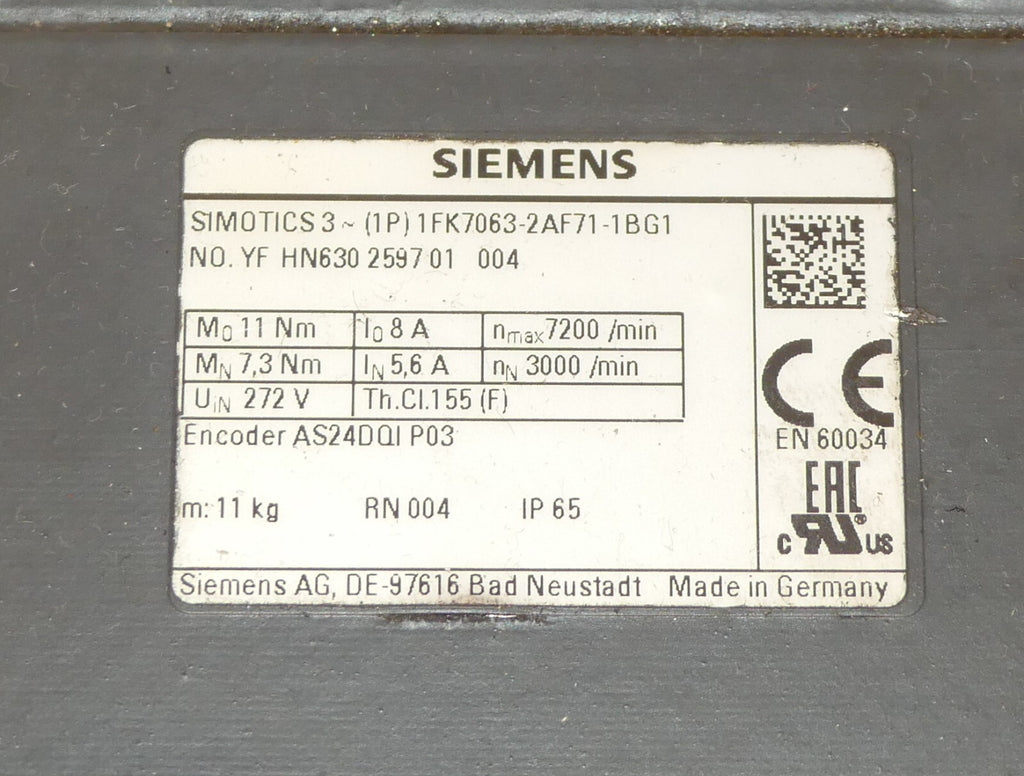 SIEMENS
SIMOTICS 3 ~ (1P) 1FK7063-2AF71-1BG1
NO. YF HN630 2597 01 004
M0 11 Nm I0 8 A nmax 7200 /min
MN 7,3 Nm IN 5,6 A nN 3000 /min
UIN 272 V Th.Cl.155 (F)
Encoder AS24DQI P03
m: 11 kg RN 004 IP 65
CE
EN 60034
EAC
c RU ® US
Siemens AG, DE-97616 Bad Neustadt Made in Germany